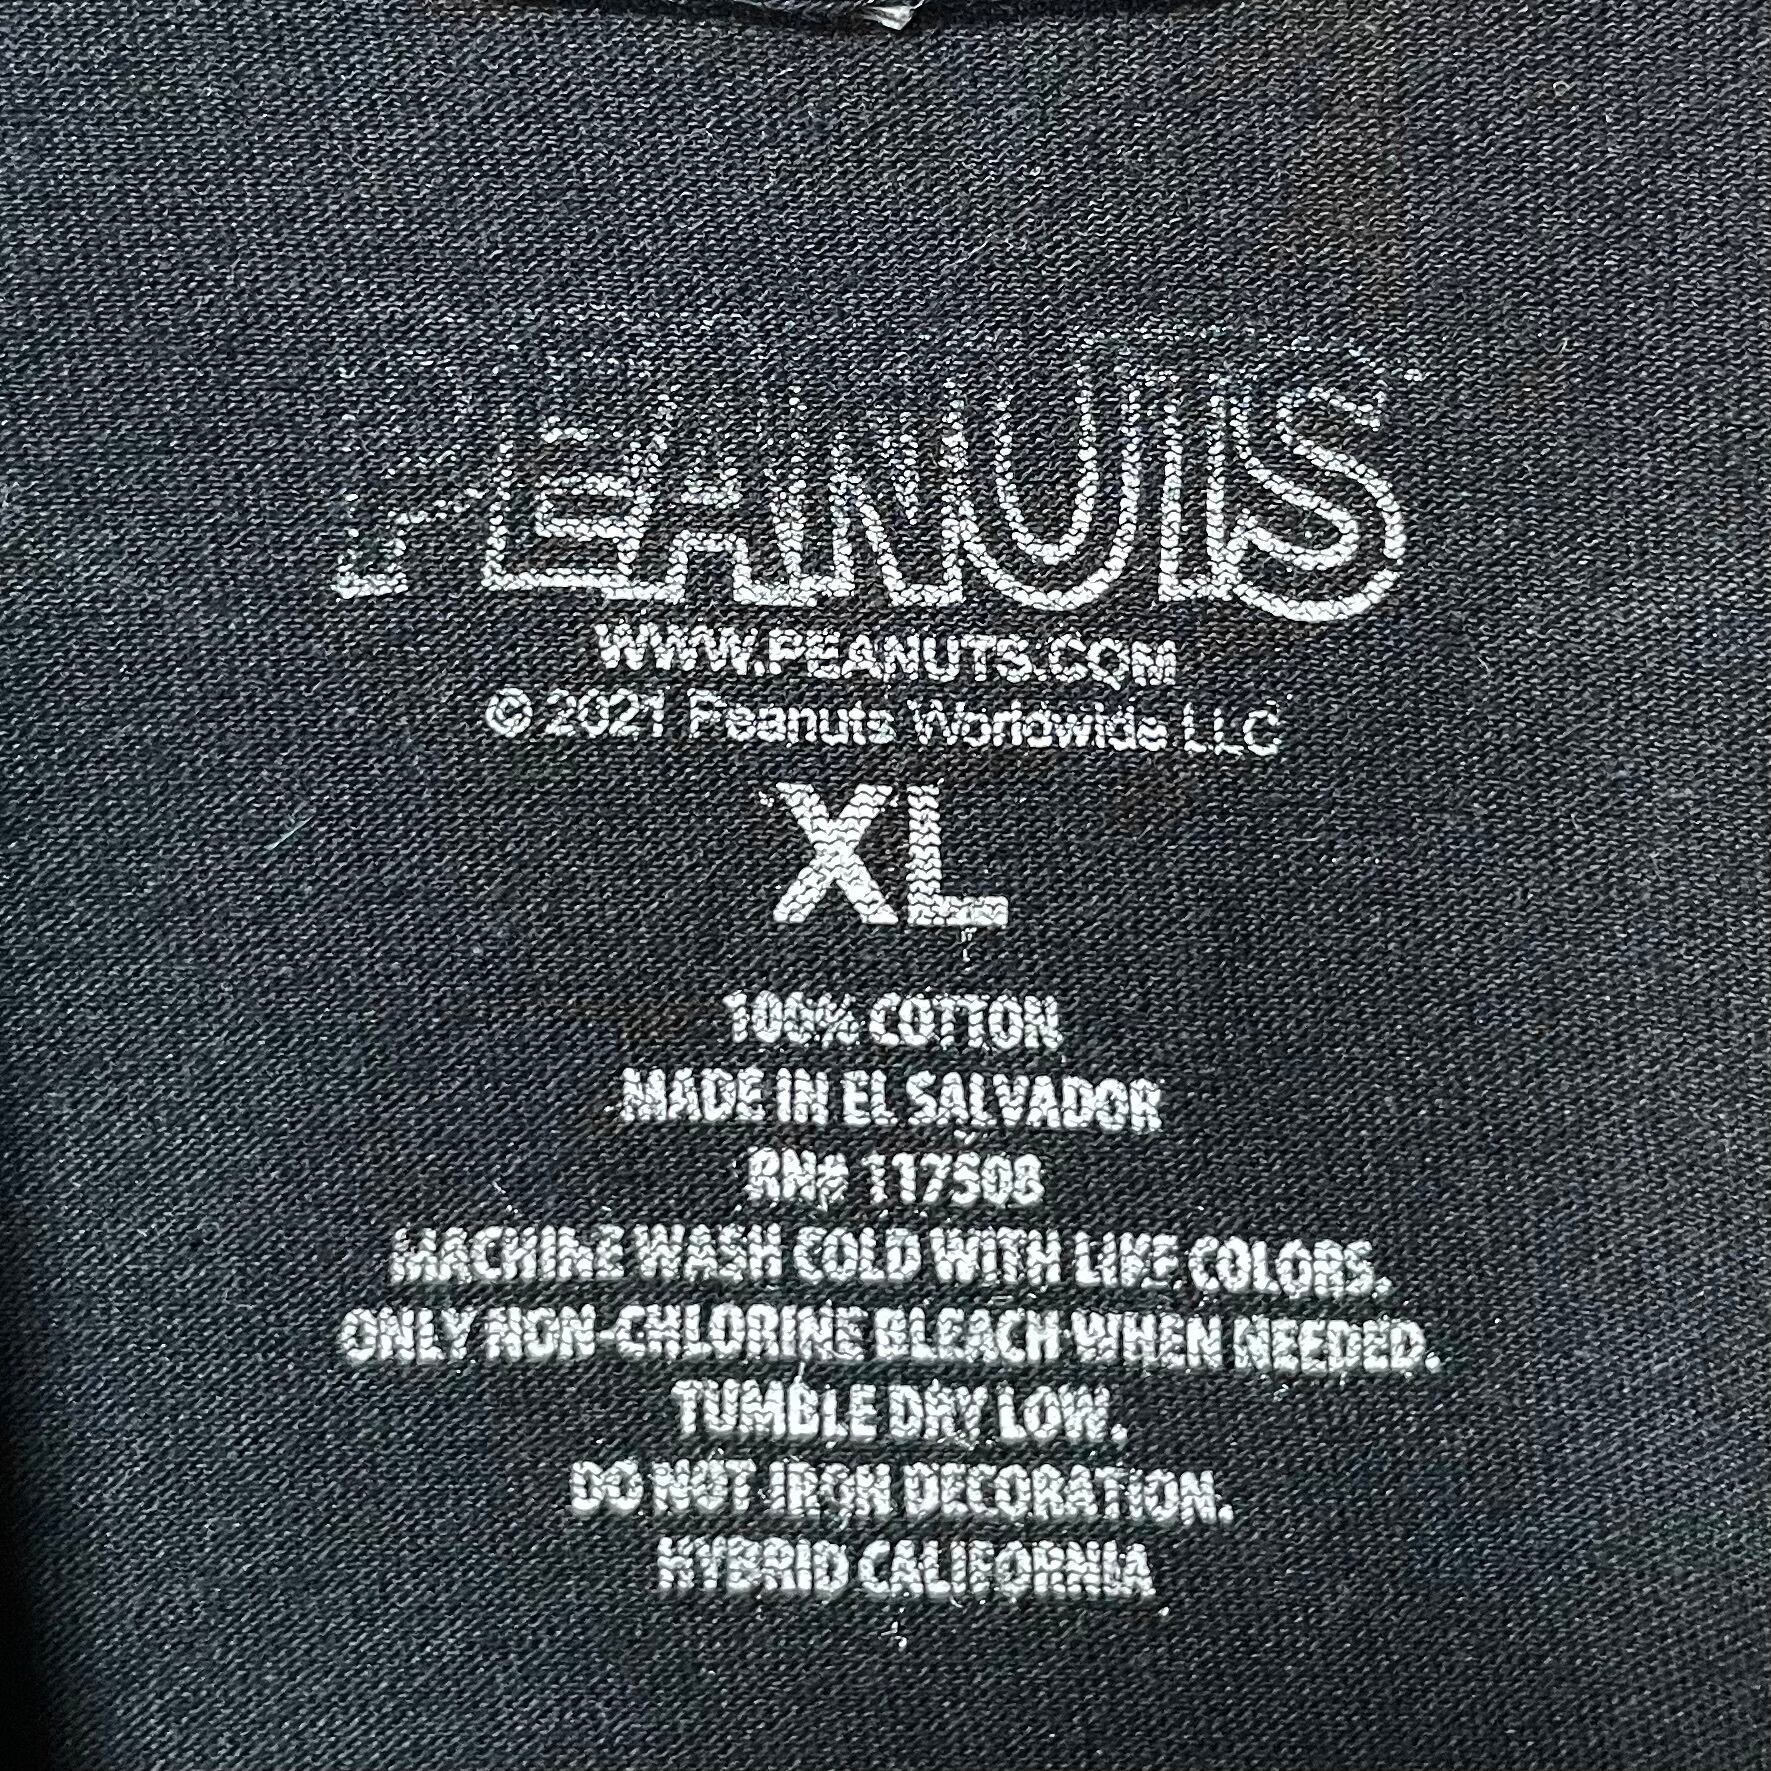 PEANUTS
WWW.PEANUTS.COM
© 2021 Peanuts Worldwide LLC
XL
100% COTTON
MADE IN EL SALVADOR
RN# 117508
MACHINE WASH COLD WITH LIKE COLORS.
ONLY NON-CHLORINE BLEACH WHEN NEEDED.
TUMBLE DRY LOW.
DO NOT IRON DECORATION.
HYBRID CALIFORNIA